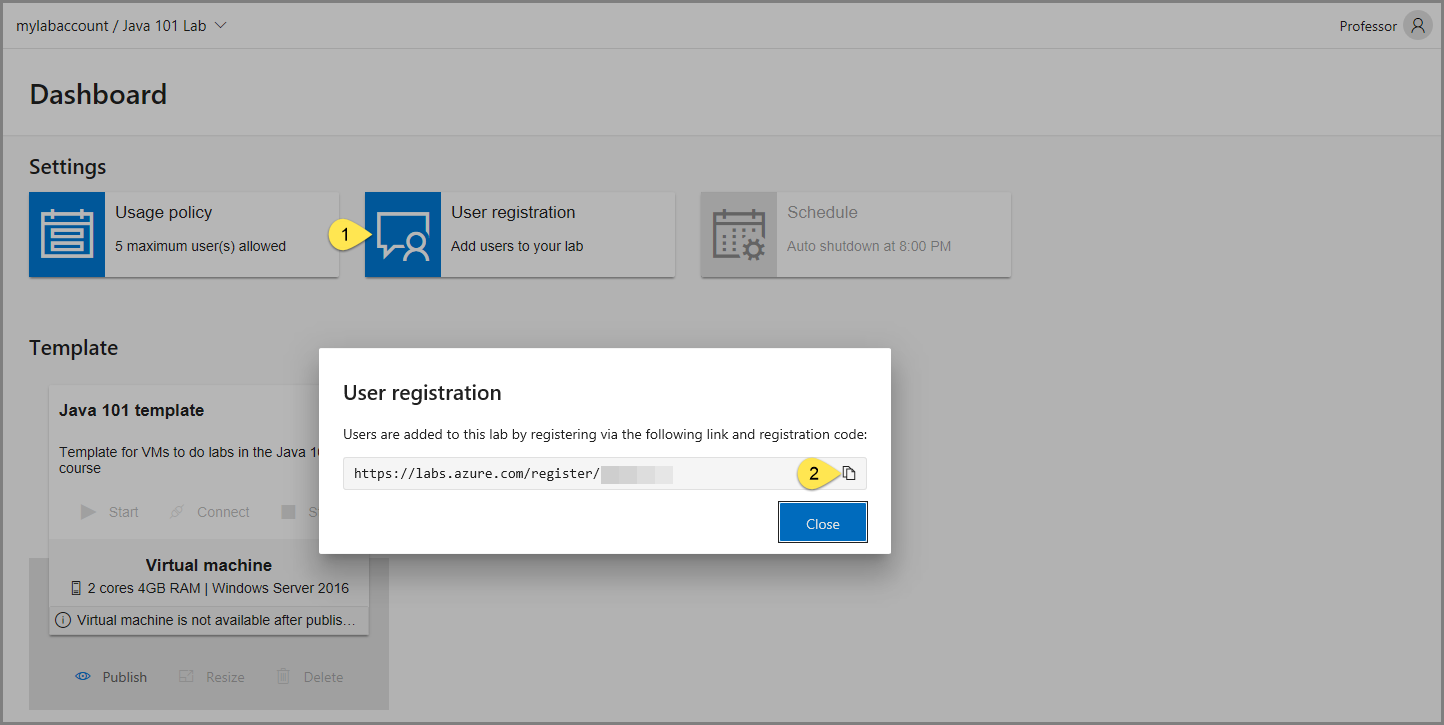 mylabaccount / Java 101 Lab
Professor
Dashboard
Settings
Usage policy
5 maximum user(s) allowed
1
User registration
Add users to your lab
Schedule
Auto shutdown at 8:00 PM
Template
Java 101 template
Template for VMs to do labs in the Java
course
Start
Connect
User registration
Users are added to this lab by registering via the following link and registration code:
https://labs.azure.com/register/
2
Close
Virtual machine
2 cores 4GB RAM | Windows Server 2016
Virtual machine is not available after publis…
Publish
Resize
Delete